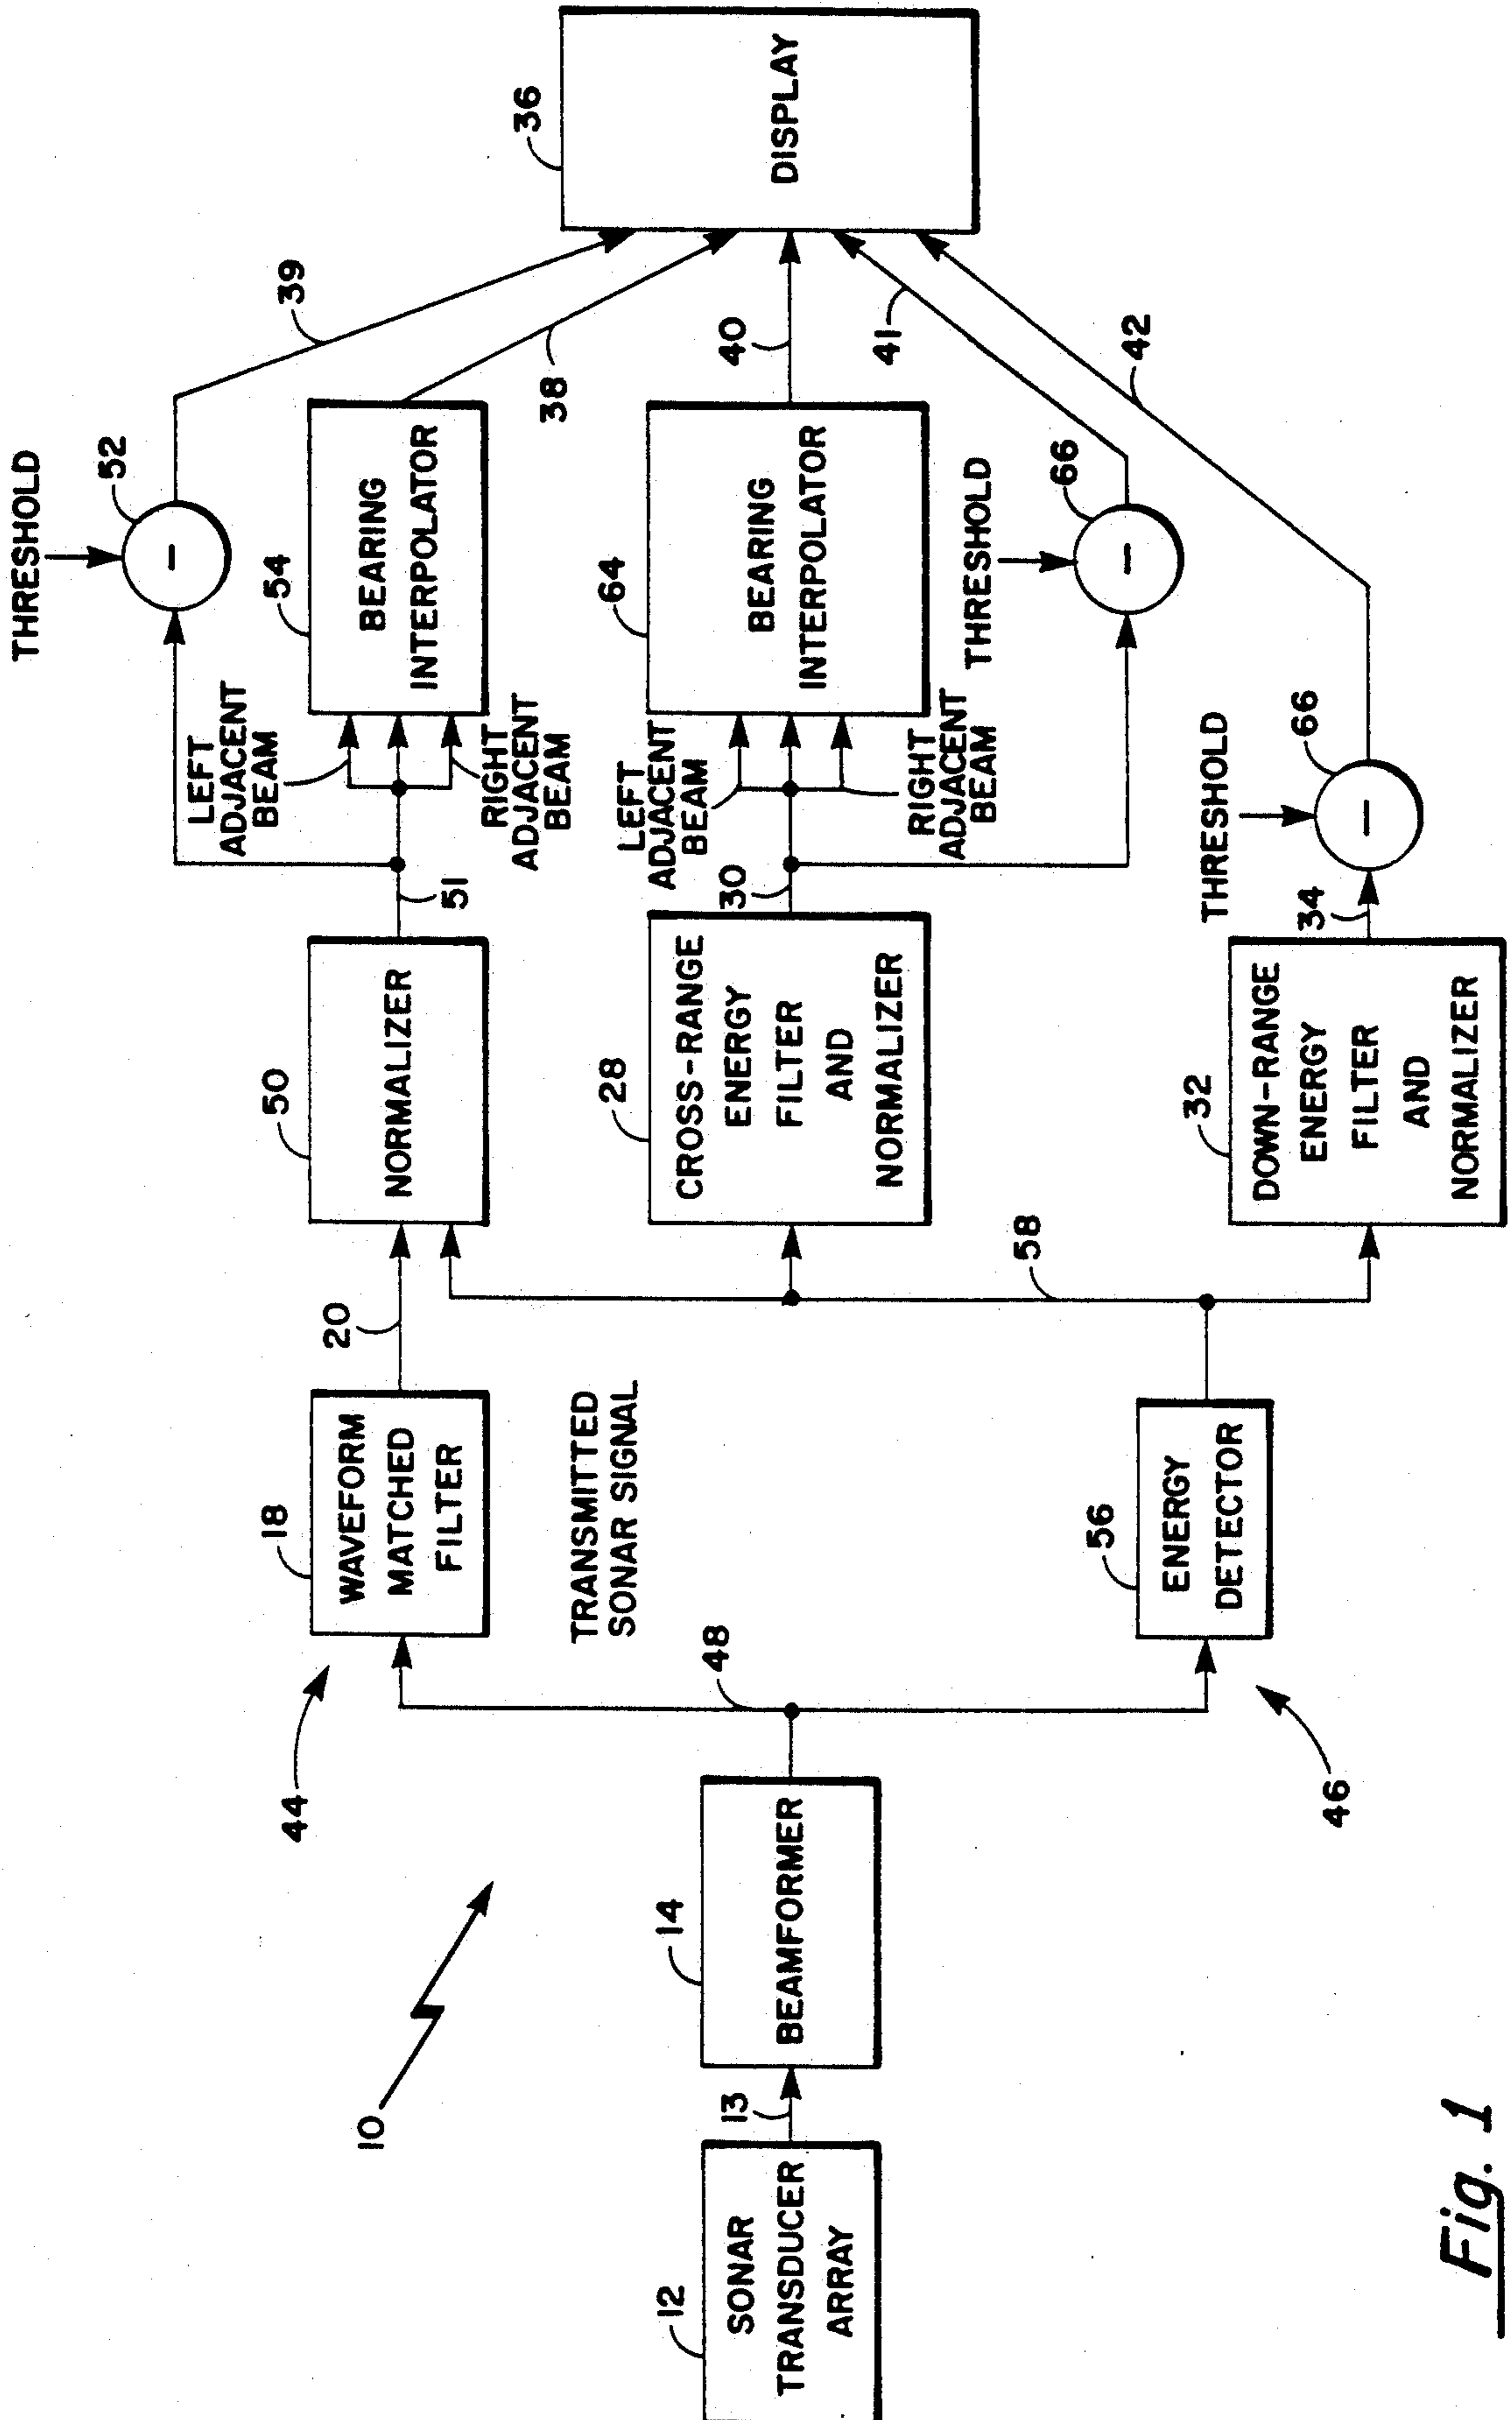 10
12
SONAR
TRANSDUCER
ARRAY
13
14
BEAMFORMER
48
44
46
18
WAVEFORM
MATCHED
FILTER
TRANSMITTED
SONAR SIGNAL
56
ENERGY
DETECTOR
20
58
50
NORMALIZER
28
CROSS-RANGE
ENERGY
FILTER
AND
NORMALIZER
32
DOWN-RANGE
ENERGY
FILTER
AND
NORMALIZER
51
30
34
LEFT
ADJACENT
BEAM
RIGHT
ADJACENT
BEAM
LEFT
ADJACENT
BEAM
RIGHT
ADJACENT
BEAM
THRESHOLD
52
54
BEARING
INTERPOLATOR
64
BEARING
INTERPOLATOR
THRESHOLD
66
THRESHOLD
66
39
38
40
41
42
36
DISPLAY
Fig. 1